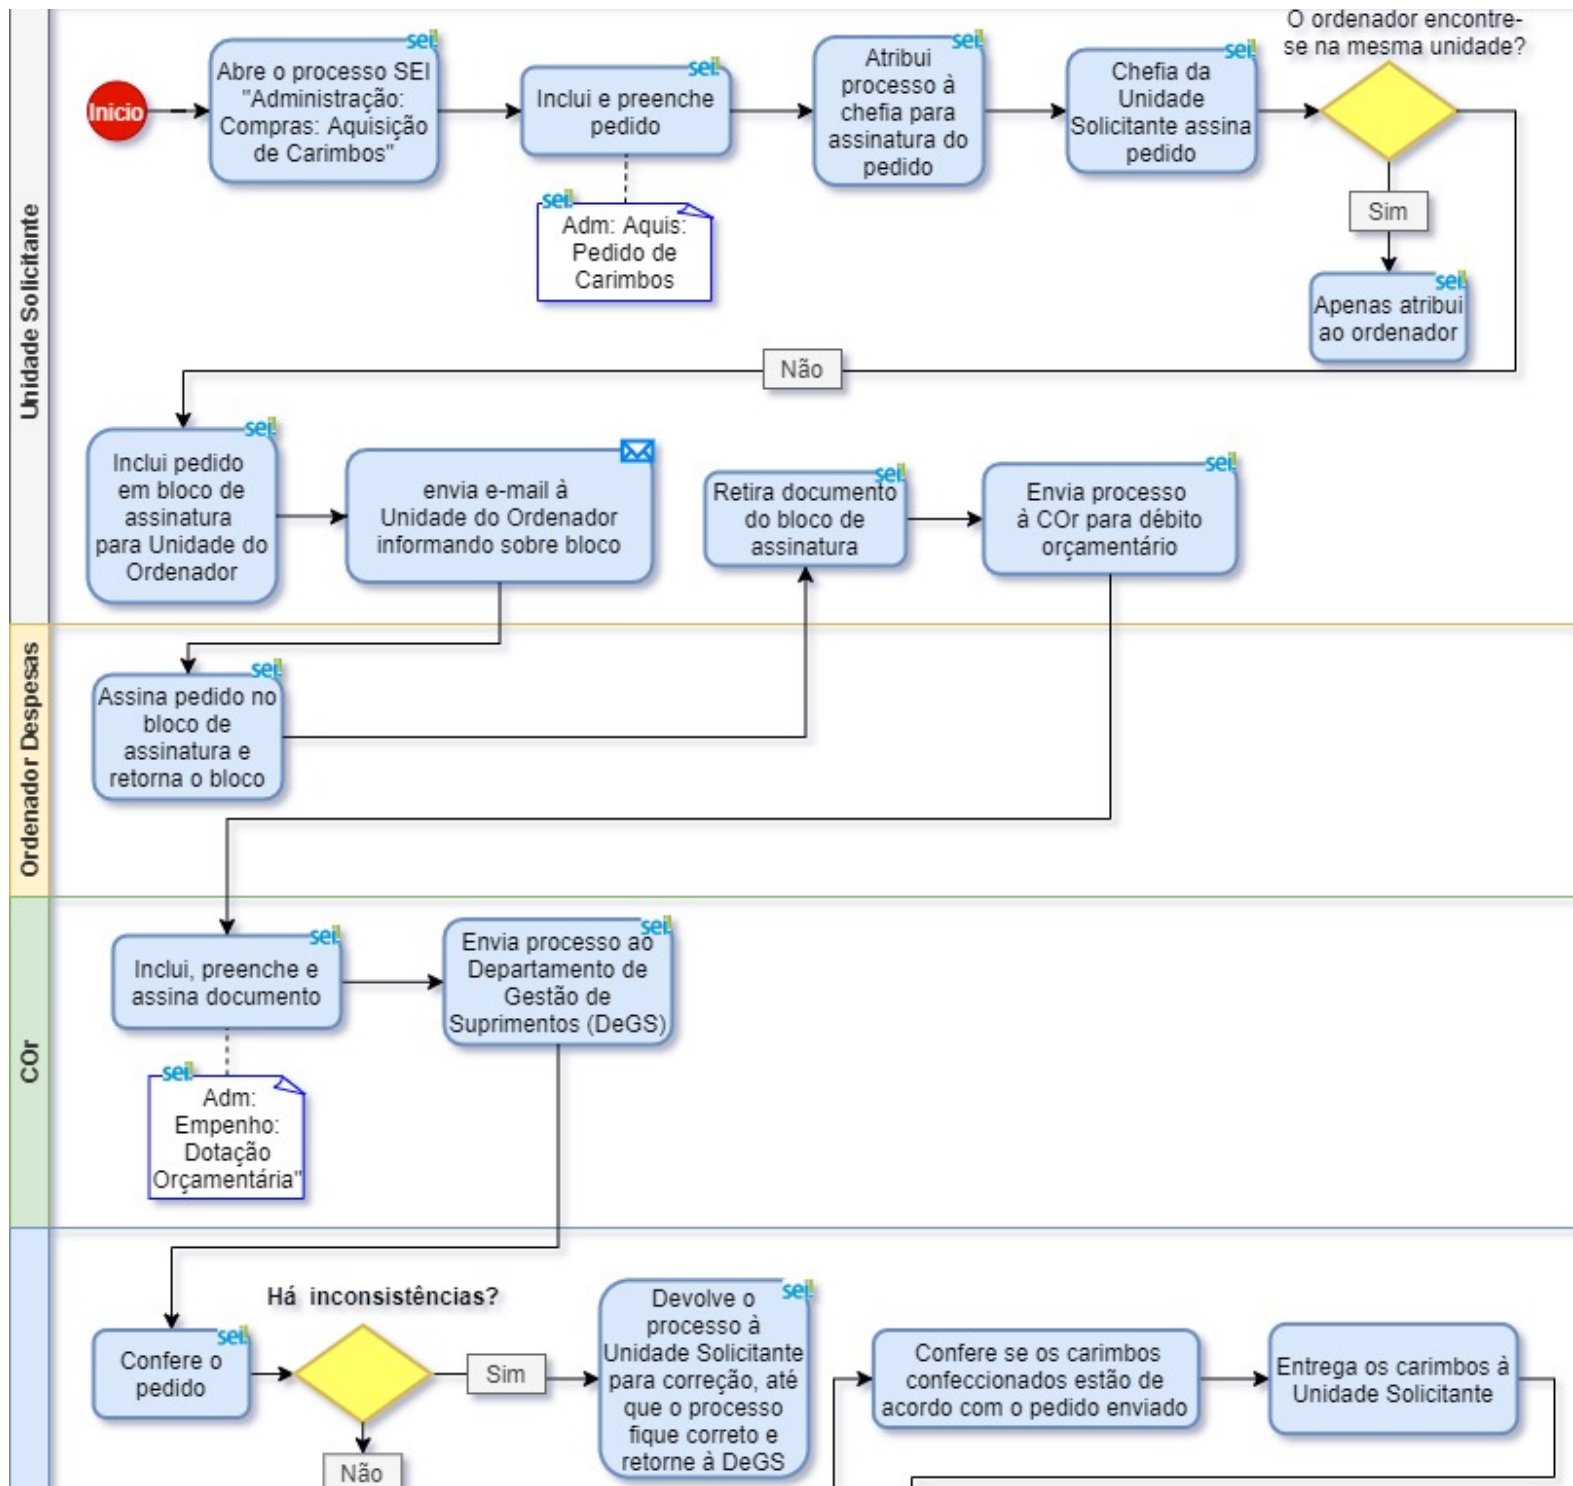 O ordenador encontre-
se na mesma unidade?
Unidade Solicitante
Início
sei!
Abre o processo SEI
"Administração:
Compras: Aquisição
de Carimbos"
sei!
Inclui e preenche
pedido
sei!
Adm: Aquis:
Pedido de
Carimbos
sei!
Atribui
processo à
chefia para
assinatura do
pedido
sei!
Chefia da
Unidade
Solicitante assina
pedido
Sim
sei!
Apenas atribui
ao ordenador
Não
sei!
Inclui pedido
em bloco de
assinatura
para Unidade do
Ordenador
envia e-mail à
Unidade do Ordenador
informando sobre bloco
sei!
Retira documento
do bloco de
assinatura
sei!
Envia processo
à COr para débito
orçamentário
Ordenador Despesas
sei!
Assina pedido no
bloco de
assinatura e
retorna o bloco
COr
sei!
Inclui, preenche e
assina documento
sei!
Adm:
Empenho:
Dotação
Orçamentária"
sei!
Envia processo ao
Departamento de
Gestão de
Suprimentos (DeGS)
sei!
Confere o
pedido
Há inconsistências?
Sim
Não
sei!
Devolve o
processo à
Unidade Solicitante
para correção, até
que o processo
fique correto e
retorne à DeGS
Confere se os carimbos
confeccionados estão de
acordo com o pedido enviado
Entrega os carimbos à
Unidade Solicitante